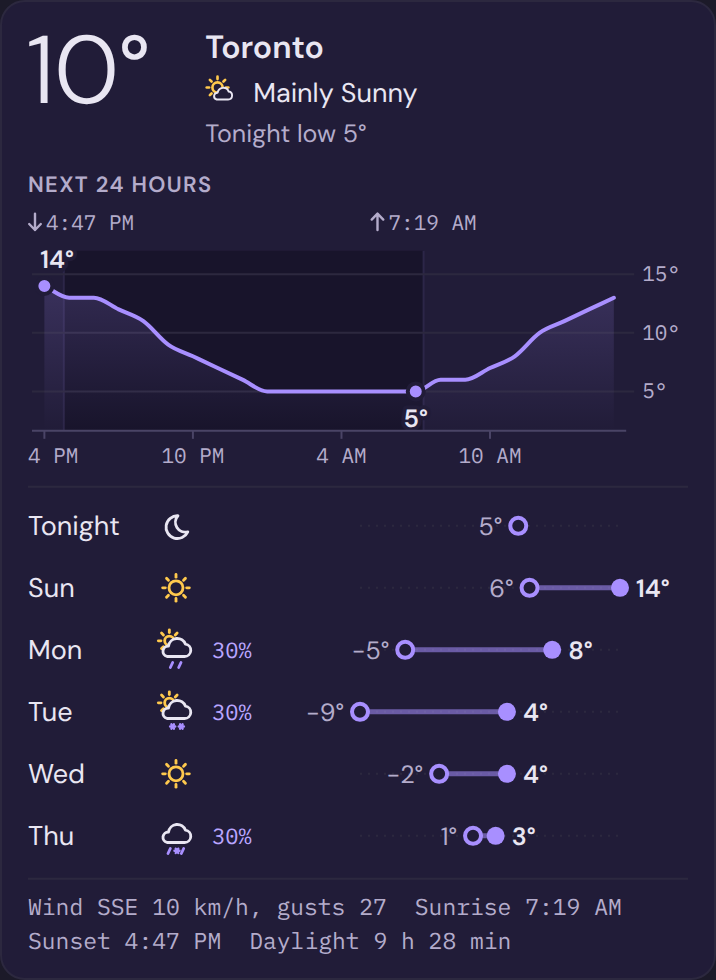 10°
Toronto
Mainly Sunny
Tonight low 5°
NEXT 24 HOURS
↓4:47 PM ↑7:19 AM
14°
15°
10°
5°
5°
4 PM 10 PM 4 AM 10 AM
Tonight 5°
Sun 6° 14°
Mon 30% −5° 8°
Tue 30% −9° 4°
Wed −2° 4°
Thu 30% 1° 3°
Wind SSE 10 km/h, gusts 27 Sunrise 7:19 AM
Sunset 4:47 PM Daylight 9 h 28 min